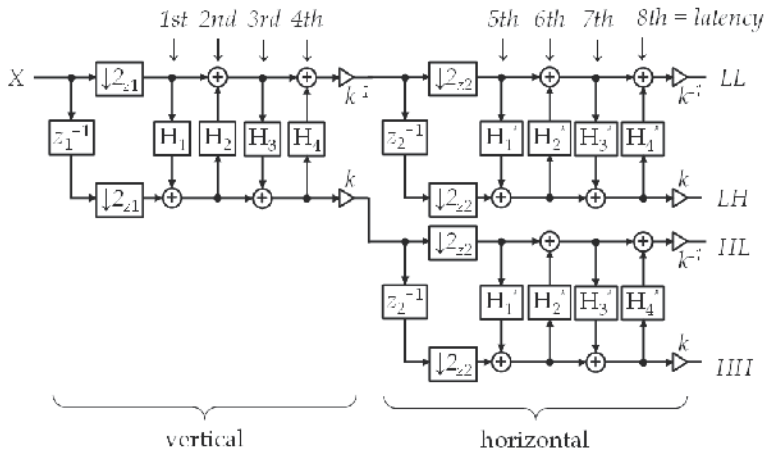 1st 2nd 3rd 4th 5th 6th 7th 8th = latency
X ↓2z1 k⁻¹ ↓2z2 k⁻¹ LL
z₁⁻¹ H₁ H₂ H₃ H₄ z₂⁻¹ H₁* H₂* H₃* H₄*
↓2z1 k ↓2z2 k LH
↓2z2 k⁻¹ HL
z₂⁻¹ H₁* H₂* H₃* H₄*
↓2z2 k HH
vertical horizontal